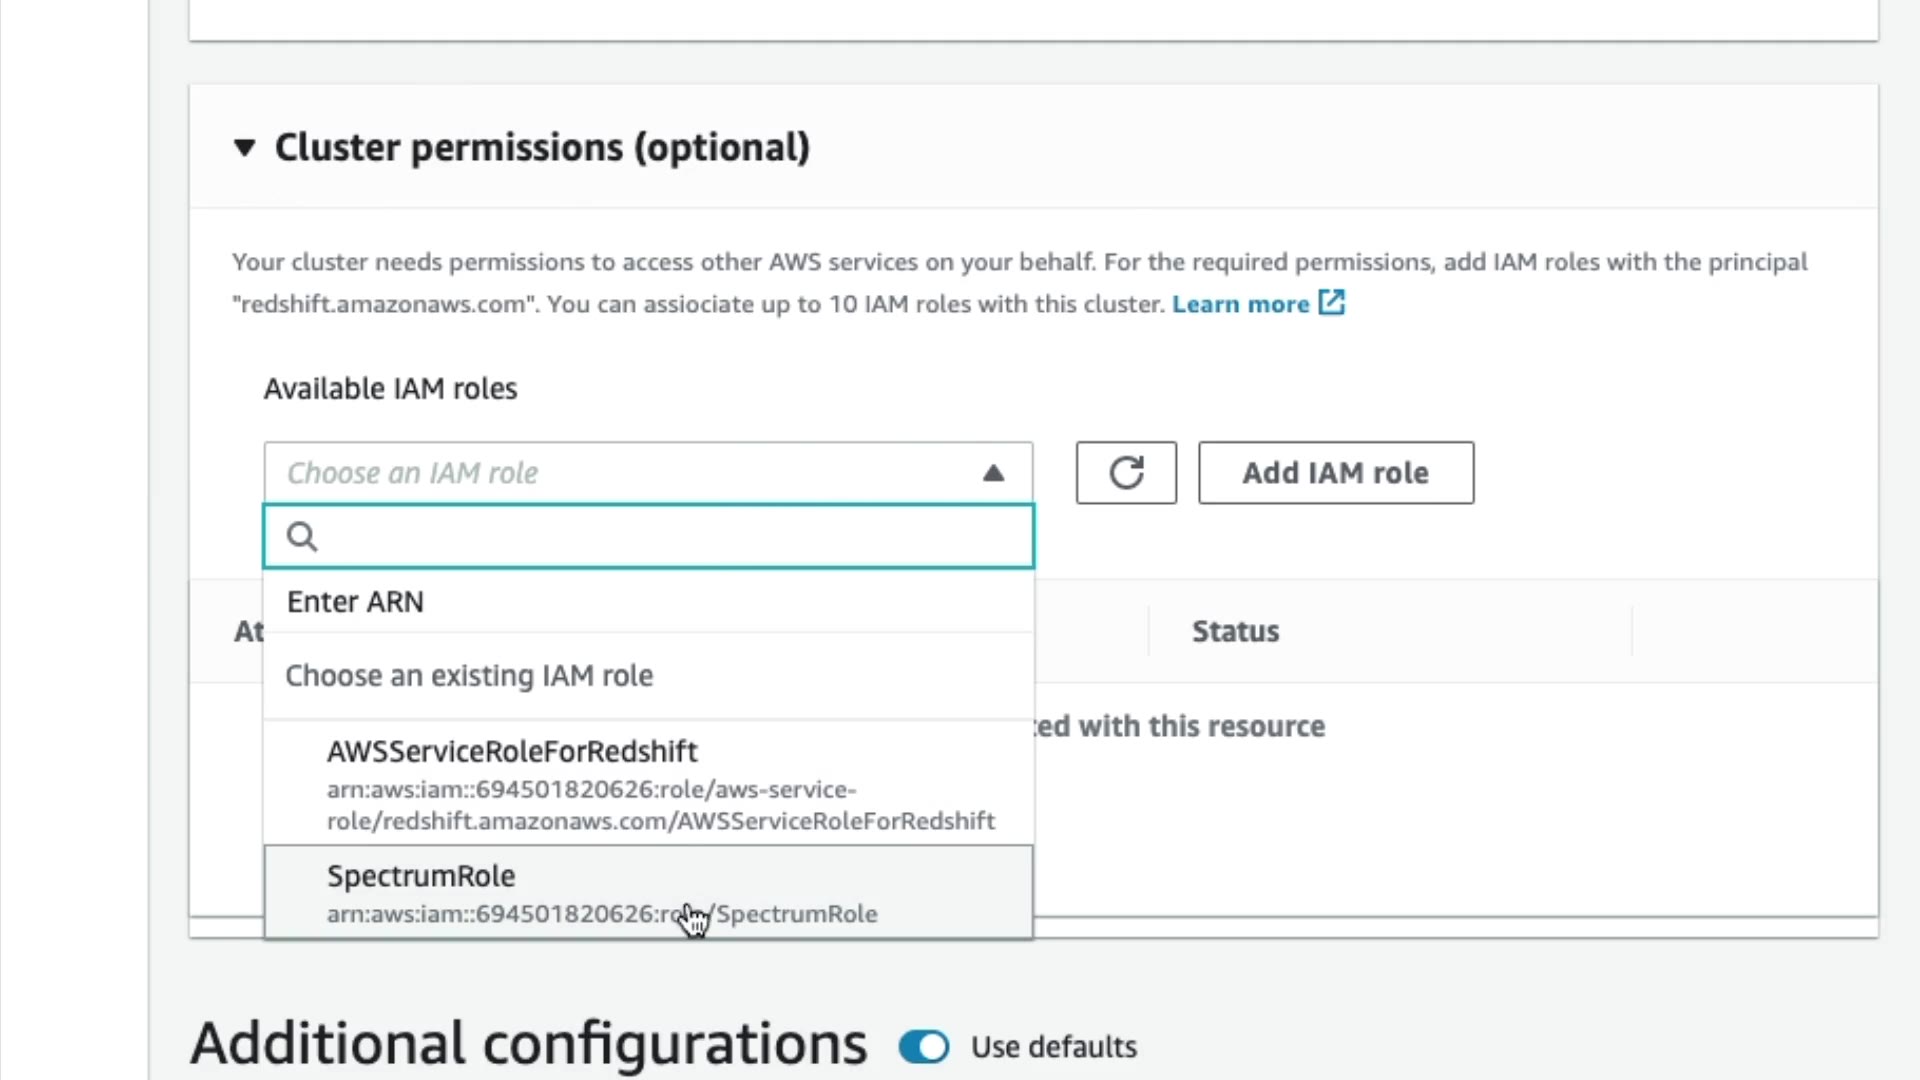 Cluster permissions (optional)
Your cluster needs permissions to access other AWS services on your behalf. For the required permissions, add IAM roles with the principal
"redshift.amazonaws.com". You can assiociate up to 10 IAM roles with this cluster. Learn more
Available IAM roles
Choose an IAM role
Add IAM role
Enter ARN
Status
Choose an existing IAM role
with this resource
AWSServiceRoleForRedshift
arn:aws:iam::694501820626:role/aws-service-
role/redshift.amazonaws.com/AWSServiceRoleForRedshift
SpectrumRole
arn:aws:iam::694501820626:role/SpectrumRole
Additional configurations
Use defaults